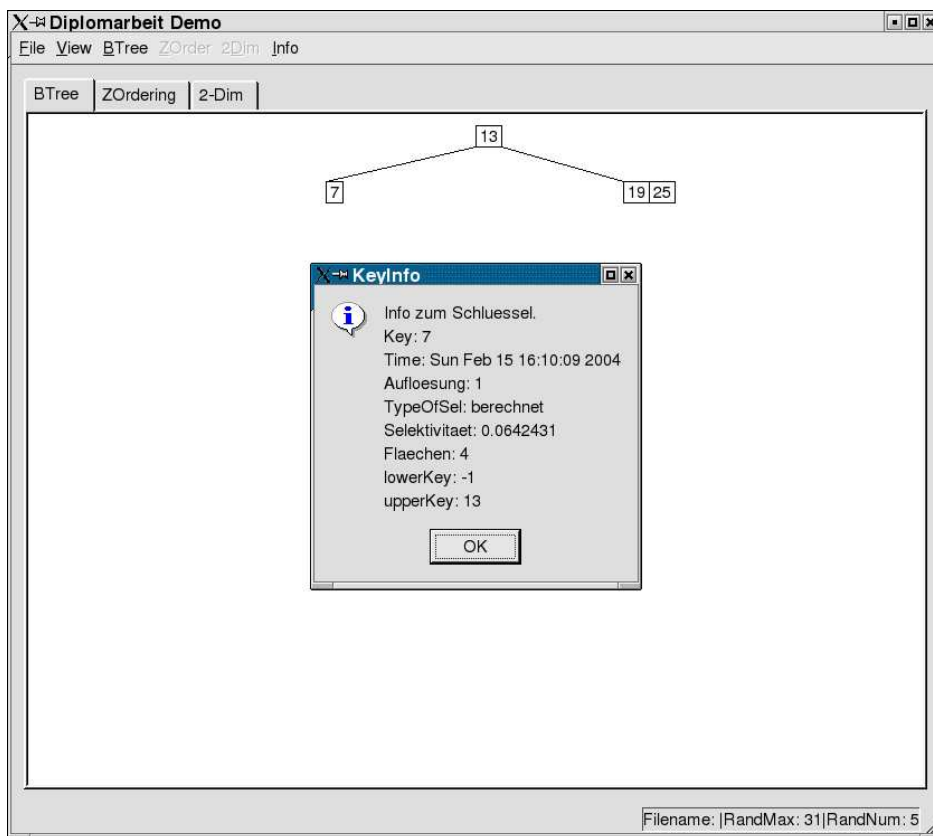 Diplomarbeit Demo
File View BTree ZOrder 2Dim Info
BTree ZOrdering 2-Dim
13
7 19 25
KeyInfo
Info zum Schluessel.
Key: 7
Time: Sun Feb 15 16:10:09 2004
Aufloesung: 1
TypeOfSel: berechnet
Selektivitaet: 0.0642431
Flaechen: 4
lowerKey: -1
upperKey: 13
OK
Filename: |RandMax: 31|RandNum: 5